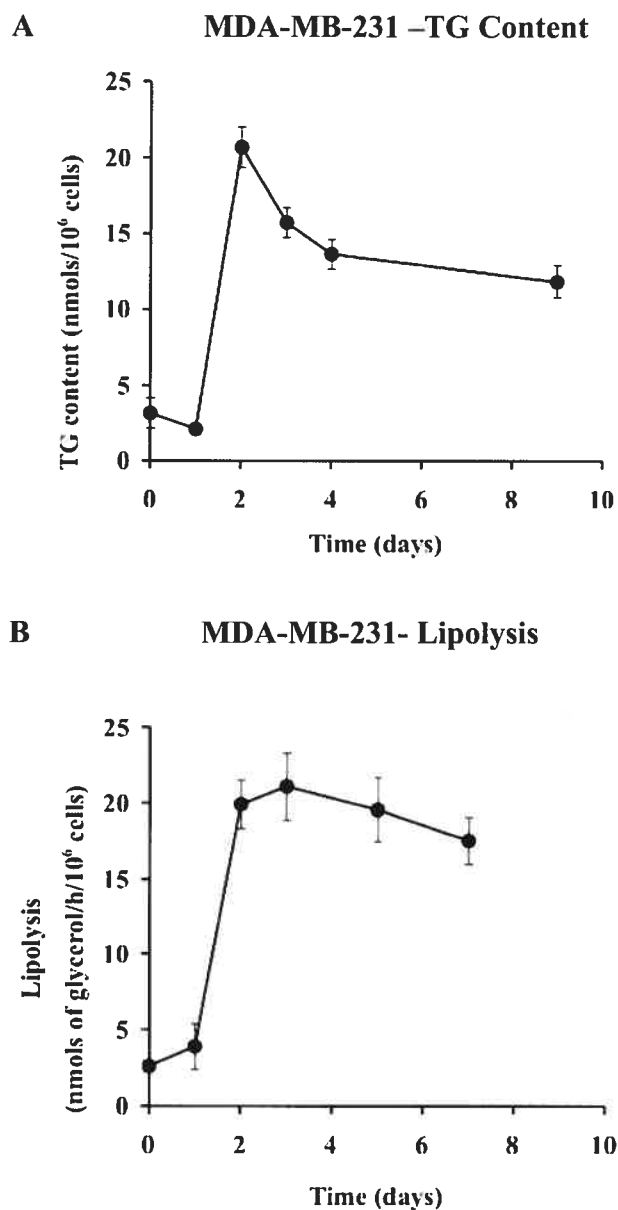 A MDA-MB-231 –TG Content
25
20
15
10
5
0
TG content (nmols/10⁶ cells)
0 2 4 6 8 10
Time (days)
B MDA-MB-231- Lipolysis
25
20
15
10
5
0
Lipolysis
(nmols of glycerol/h/10⁶ cells)
0 2 4 6 8 10
Time (days)